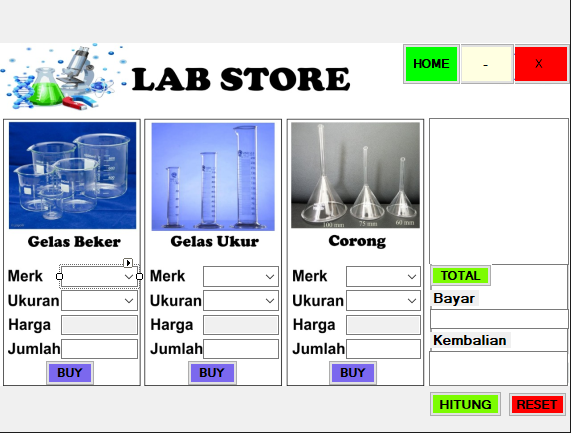 LAB STORE
HOME
-
X
100 mm 75 mm 60 mm
Gelas Beker
Gelas Ukur
Corong
Merk
Ukuran
Harga
Jumlah
BUY
Merk
Ukuran
Harga
Jumlah
BUY
Merk
Ukuran
Harga
Jumlah
BUY
TOTAL
Bayar
Kembalian
HITUNG
RESET